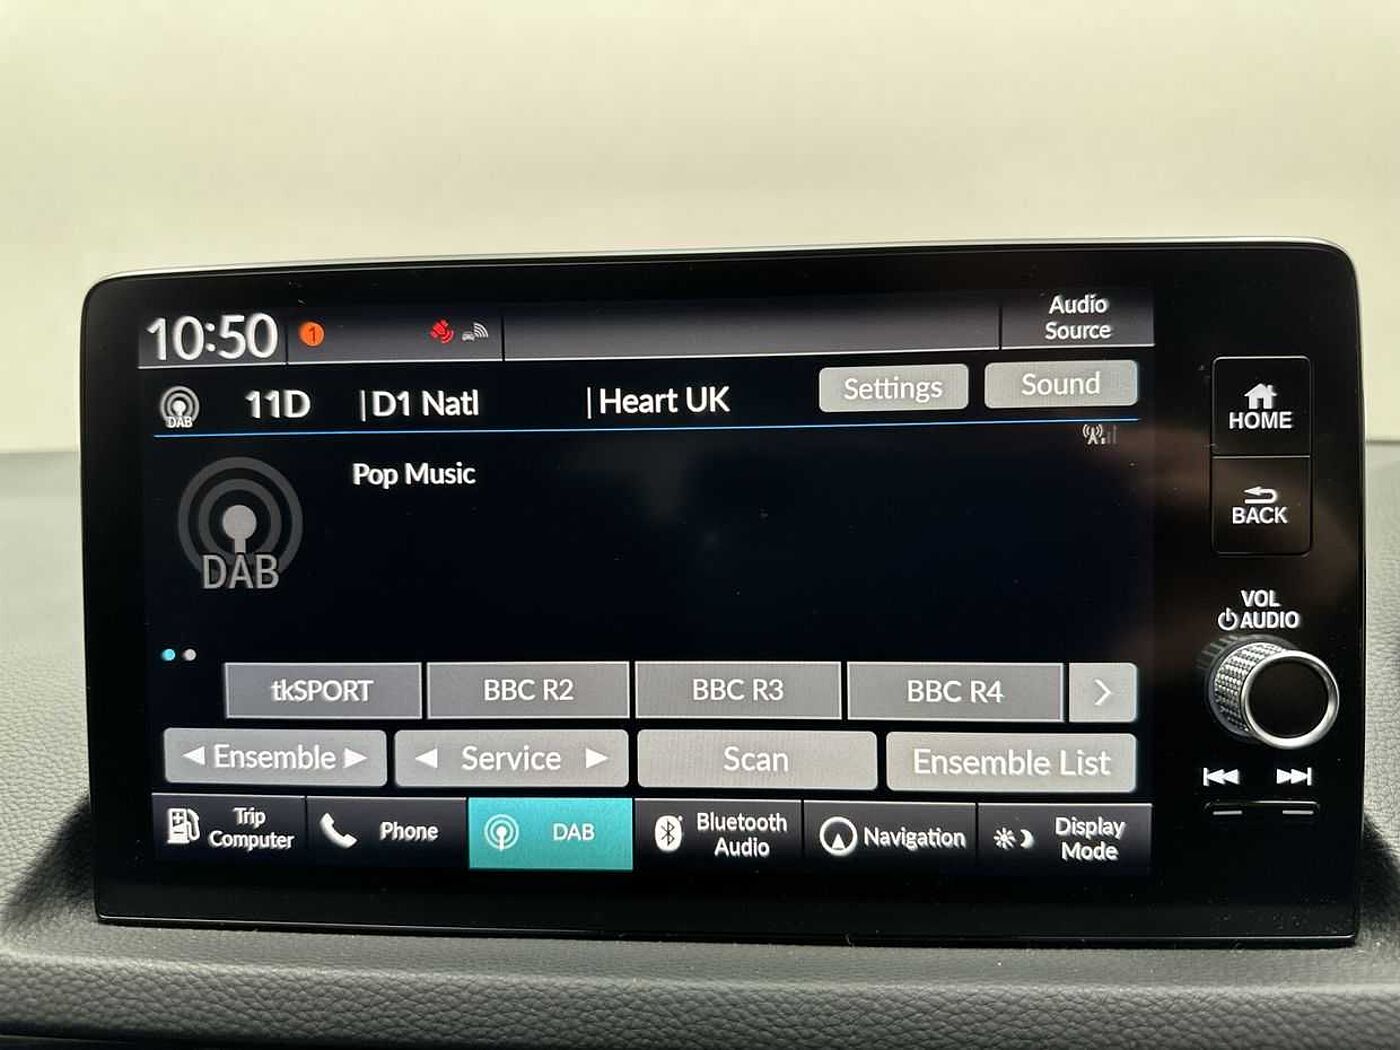 10:50
1
Audio
Source
DAB
11D |D1 Natl |Heart UK
Settings
Sound
Pop Music
DAB
tkSPORT
BBC R2
BBC R3
BBC R4
Ensemble
Service
Scan
Ensemble List
Trip
Computer
Phone
DAB
Bluetooth
Audio
Navigation
Display
Mode
HOME
BACK
VOL
AUDIO